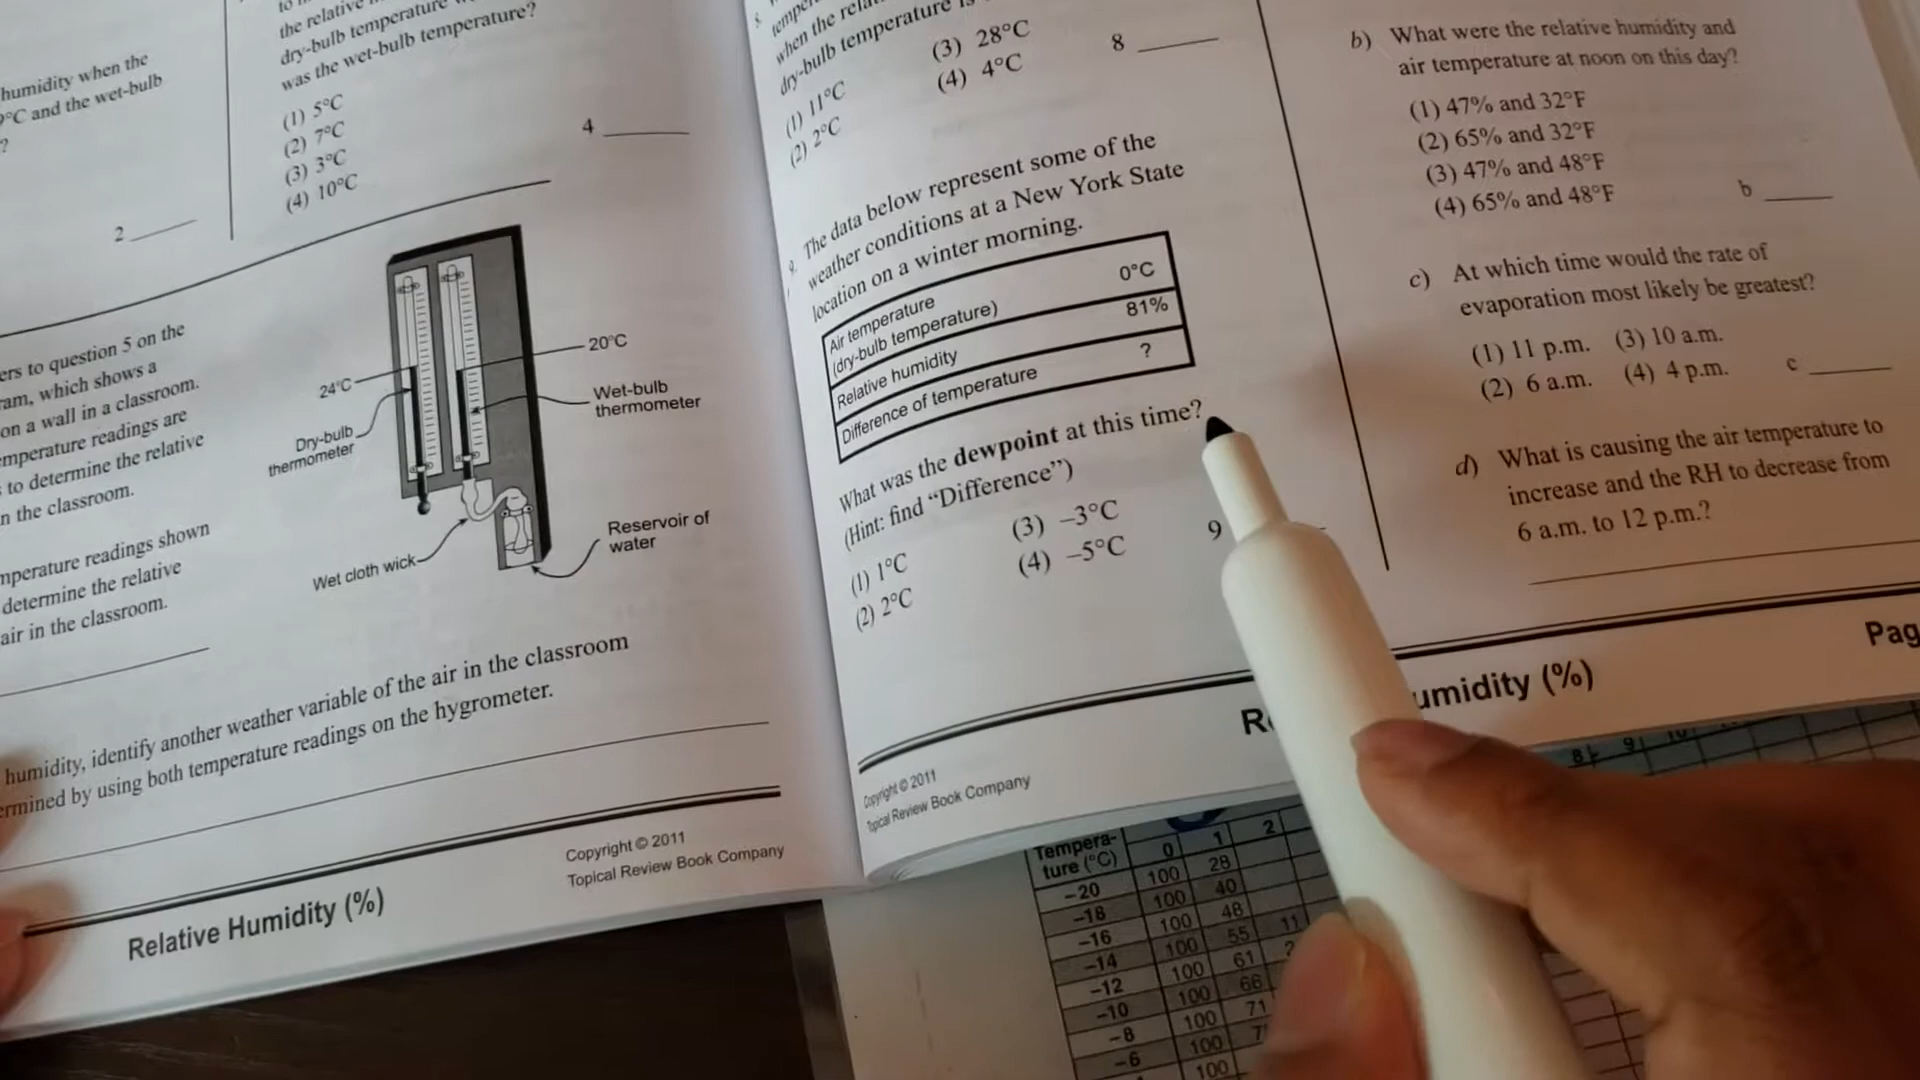 humidity when the
°C and the wet-bulb
?
2
the relative
dry-bulb temperature
was the wet-bulb temperature?
(1) 5°C
(2) 7°C
(3) 3°C
(4) 10°C
4
ers to question 5 on the
ram, which shows a
on a wall in a classroom.
mperature readings are
to determine the relative
n the classroom.
mperature readings shown
determine the relative
air in the classroom.
24°C
20°C
Dry-bulb
thermometer
Wet-bulb
thermometer
Wet cloth wick
Reservoir of
water
humidity, identify another weather variable of the air in the classroom
ermined by using both temperature readings on the hygrometer.
Copyright © 2011
Topical Review Book Company
Relative Humidity (%)
when the rela
dry-bulb temperature is
(1) 11°C
(2) 2°C
(3) 28°C
(4) 4°C
8
9. The data below represent some of the
weather conditions at a New York State
location on a winter morning.
Air temperature
(dry-bulb temperature) 0°C
Relative humidity 81%
Difference of temperature ?
What was the dewpoint at this time?
(Hint: find “Difference”)
(1) 1°C
(2) 2°C
(3) –3°C
(4) –5°C
9
Copyright © 2011
Topical Review Book Company
b) What were the relative humidity and
air temperature at noon on this day?
(1) 47% and 32°F
(2) 65% and 32°F
(3) 47% and 48°F
(4) 65% and 48°F
b
c) At which time would the rate of
evaporation most likely be greatest?
(1) 11 p.m. (3) 10 a.m.
(2) 6 a.m. (4) 4 p.m.
c
d) What is causing the air temperature to
increase and the RH to decrease from
6 a.m. to 12 p.m.?
umidity (%)
Pag
Tempera-
ture (°C) 0 1 2
–20 100 28
–18 100 40
–16 100 48
–14 100 55 11
–12 100 61
–10 100 66
–8 100 71
–6 100
100